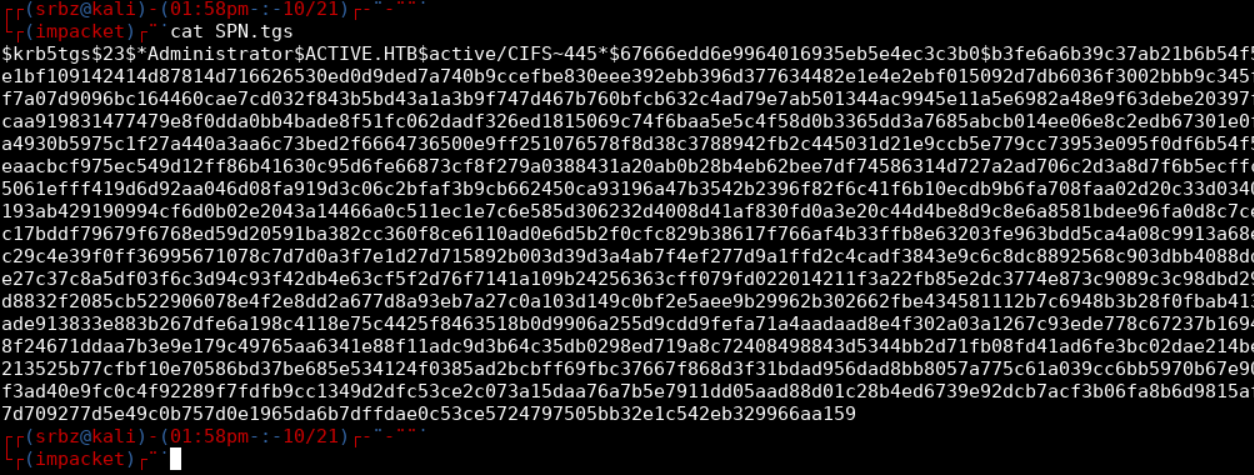 ┌┌(srbz@kali)-(01:58pm-:-10/21)┌-¨-¨¨˙
└┌(impacket)┌¨˙cat SPN.tgs
$krb5tgs$23$*Administrator$ACTIVE.HTB$active/CIFS~445*$67666edd6e9964016935eb5e4ec3c3b0$b3fe6a6b39c37ab21b6b54f5
e1bf109142414d87814d716626530ed0d9ded7a740b9ccefbe830eee392ebb396d377634482e1e4e2ebf015092d7db6036f3002bbb9c345
f7a07d9096bc164460cae7cd032f843b5bd43a1a3b9f747d467b760bfcb632c4ad79e7ab501344ac9945e11a5e6982a48e9f63debe20397
caa919831477479e8f0dda0bb4bade8f51fc062dadf326ed1815069c74f6baa5e5c4f58d0b3365dd3a7685abcb014ee06e8c2edb67301e0
a4930b5975c1f27a440a3aa6c73bed2f6664736500e9ff251076578f8d38c3788942fb2c445031d21e9ccb5e779cc73953e095f0df6b54f5
eaacbcf975ec549d12ff86b41630c95d6fe66873cf8f279a0388431a20ab0b28b4eb62bee7df74586314d727a2ad706c2d3a8d7f6b5ecff
5061efff419d6d92aa046d08fa919d3c06c2bfaf3b9cb662450ca93196a47b3542b2396f82f6c41f6b10ecdb9b6fa708faa02d20c33d034
193ab429190994cf6d0b02e2043a14466a0c511ec1e7c6e585d306232d4008d41af830fd0a3e20c44d4be8d9c8e6a8581bdee96fa0d8c7c
c17bddf79679f6768ed59d20591ba382cc360f8ce6110ad0e6d5b2f0cfc829b38617f766af4b33ffb8e63203fe963bdd5ca4a08c9913a68
c29c4e39f0ff36995671078c7d7d0a3f7e1d27d715892b003d39d3a4ab7f4ef277d9a1ffd2c4cadf3843e9c6c8dc8892568c903dbb4088d
e27c37c8a5df03f6c3d94c93f42db4e63cf5f2d76f7141a109b24256363cff079fd022014211f3a22fb85e2dc3774e873c9089c3c98dbd2
d8832f2085cb522906078e4f2e8dd2a677d8a93eb7a27c0a103d149c0bf2e5aee9b29962b302662fbe434581112b7c6948b3b28f0fbab41
ade913833e883b267dfe6a198c4118e75c4425f8463518b0d9906a255d9cdd9fefa71a4aadaad8e4f302a03a1267c93ede778c67237b169
8f24671ddaa7b3e9e179c49765aa6341e88f11adc9d3b64c35db0298ed719a8c72408498843d5344bb2d71fb08fd41ad6fe3bc02dae214b
213525b77cfbf10e70586bd37be685e534124f0385ad2bcbff69fbc37667f868d3f31bdad956dad8bb8057a775c61a039cc6bb5970b67e9
f3ad40e9fc0c4f92289f7fdfb9cc1349d2dfc53ce2c073a15daa76a7b5e7911dd05aad88d01c28b4ed6739e92dcb7acf3b06fa8b6d9815a
7d709277d5e49c0b757d0e1965da6b7dffdae0c53ce5724797505bb32e1c542eb329966aa159
┌┌(srbz@kali)-(01:58pm-:-10/21)┌-¨-¨¨˙
└┌(impacket)┌¨˙